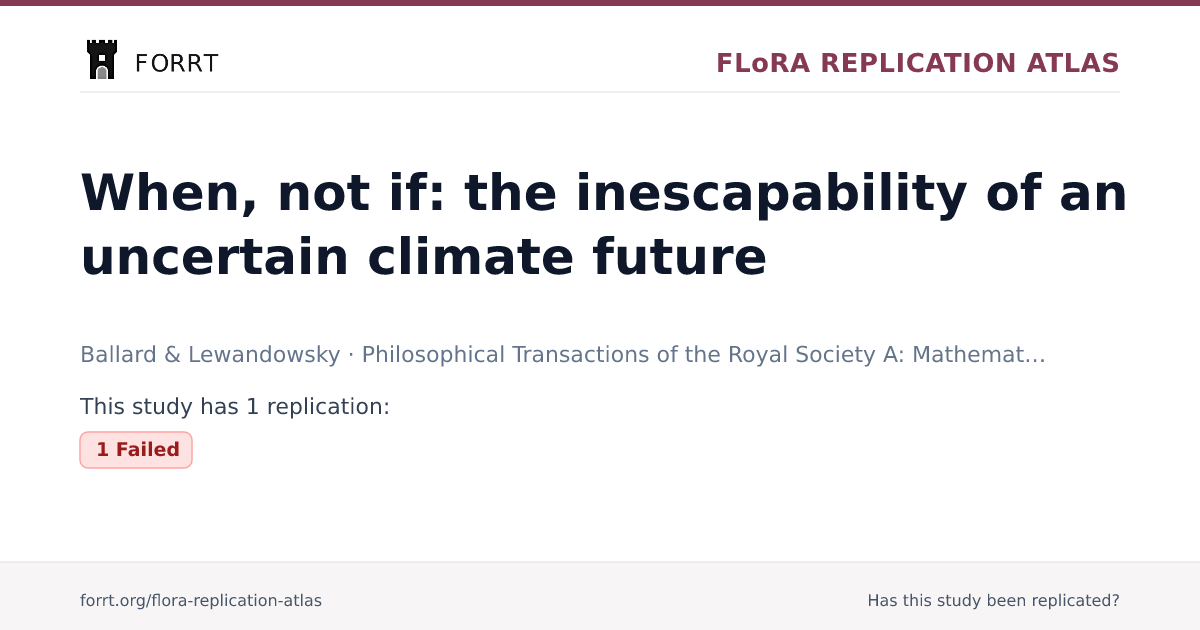 FORRT
FLoRA REPLICATION ATLAS
When, not if: the inescapability of an
uncertain climate future
Ballard & Lewandowsky · Philosophical Transactions of the Royal Society A: Mathemat...
This study has 1 replication:
1 Failed
forrt.org/flora-replication-atlas
Has this study been replicated?